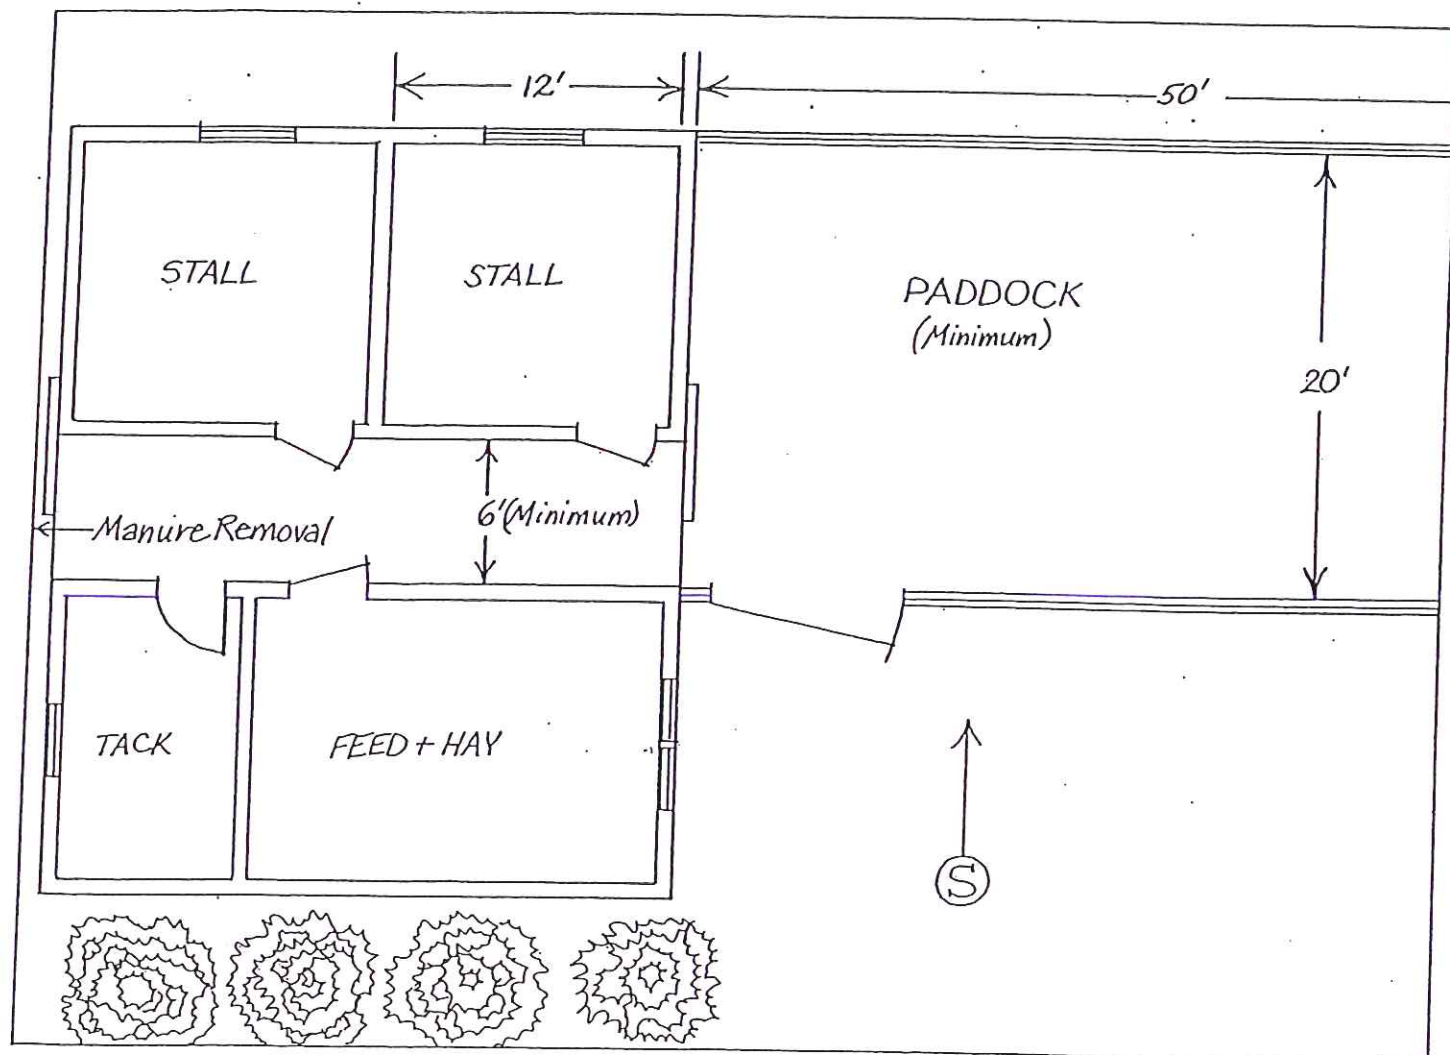 12'
50'
STALL
STALL
PADDOCK
(Minimum)
20'
6'(Minimum)
Manure Removal
TACK
FEED + HAY
S